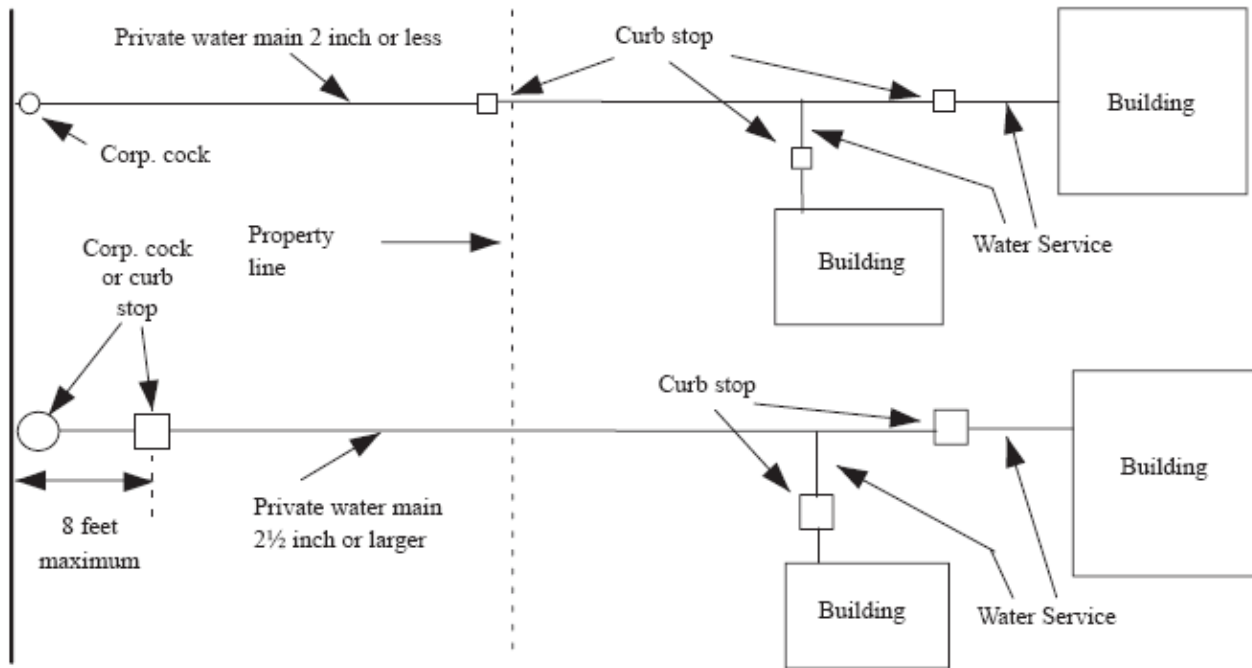 Private water main 2 inch or less
Curb stop
Building
Corp. cock
Building
Water Service
Property
line
Corp. cock
or curb
stop
Curb stop
Building
8 feet
maximum
Private water main
2½ inch or larger
Building
Water Service